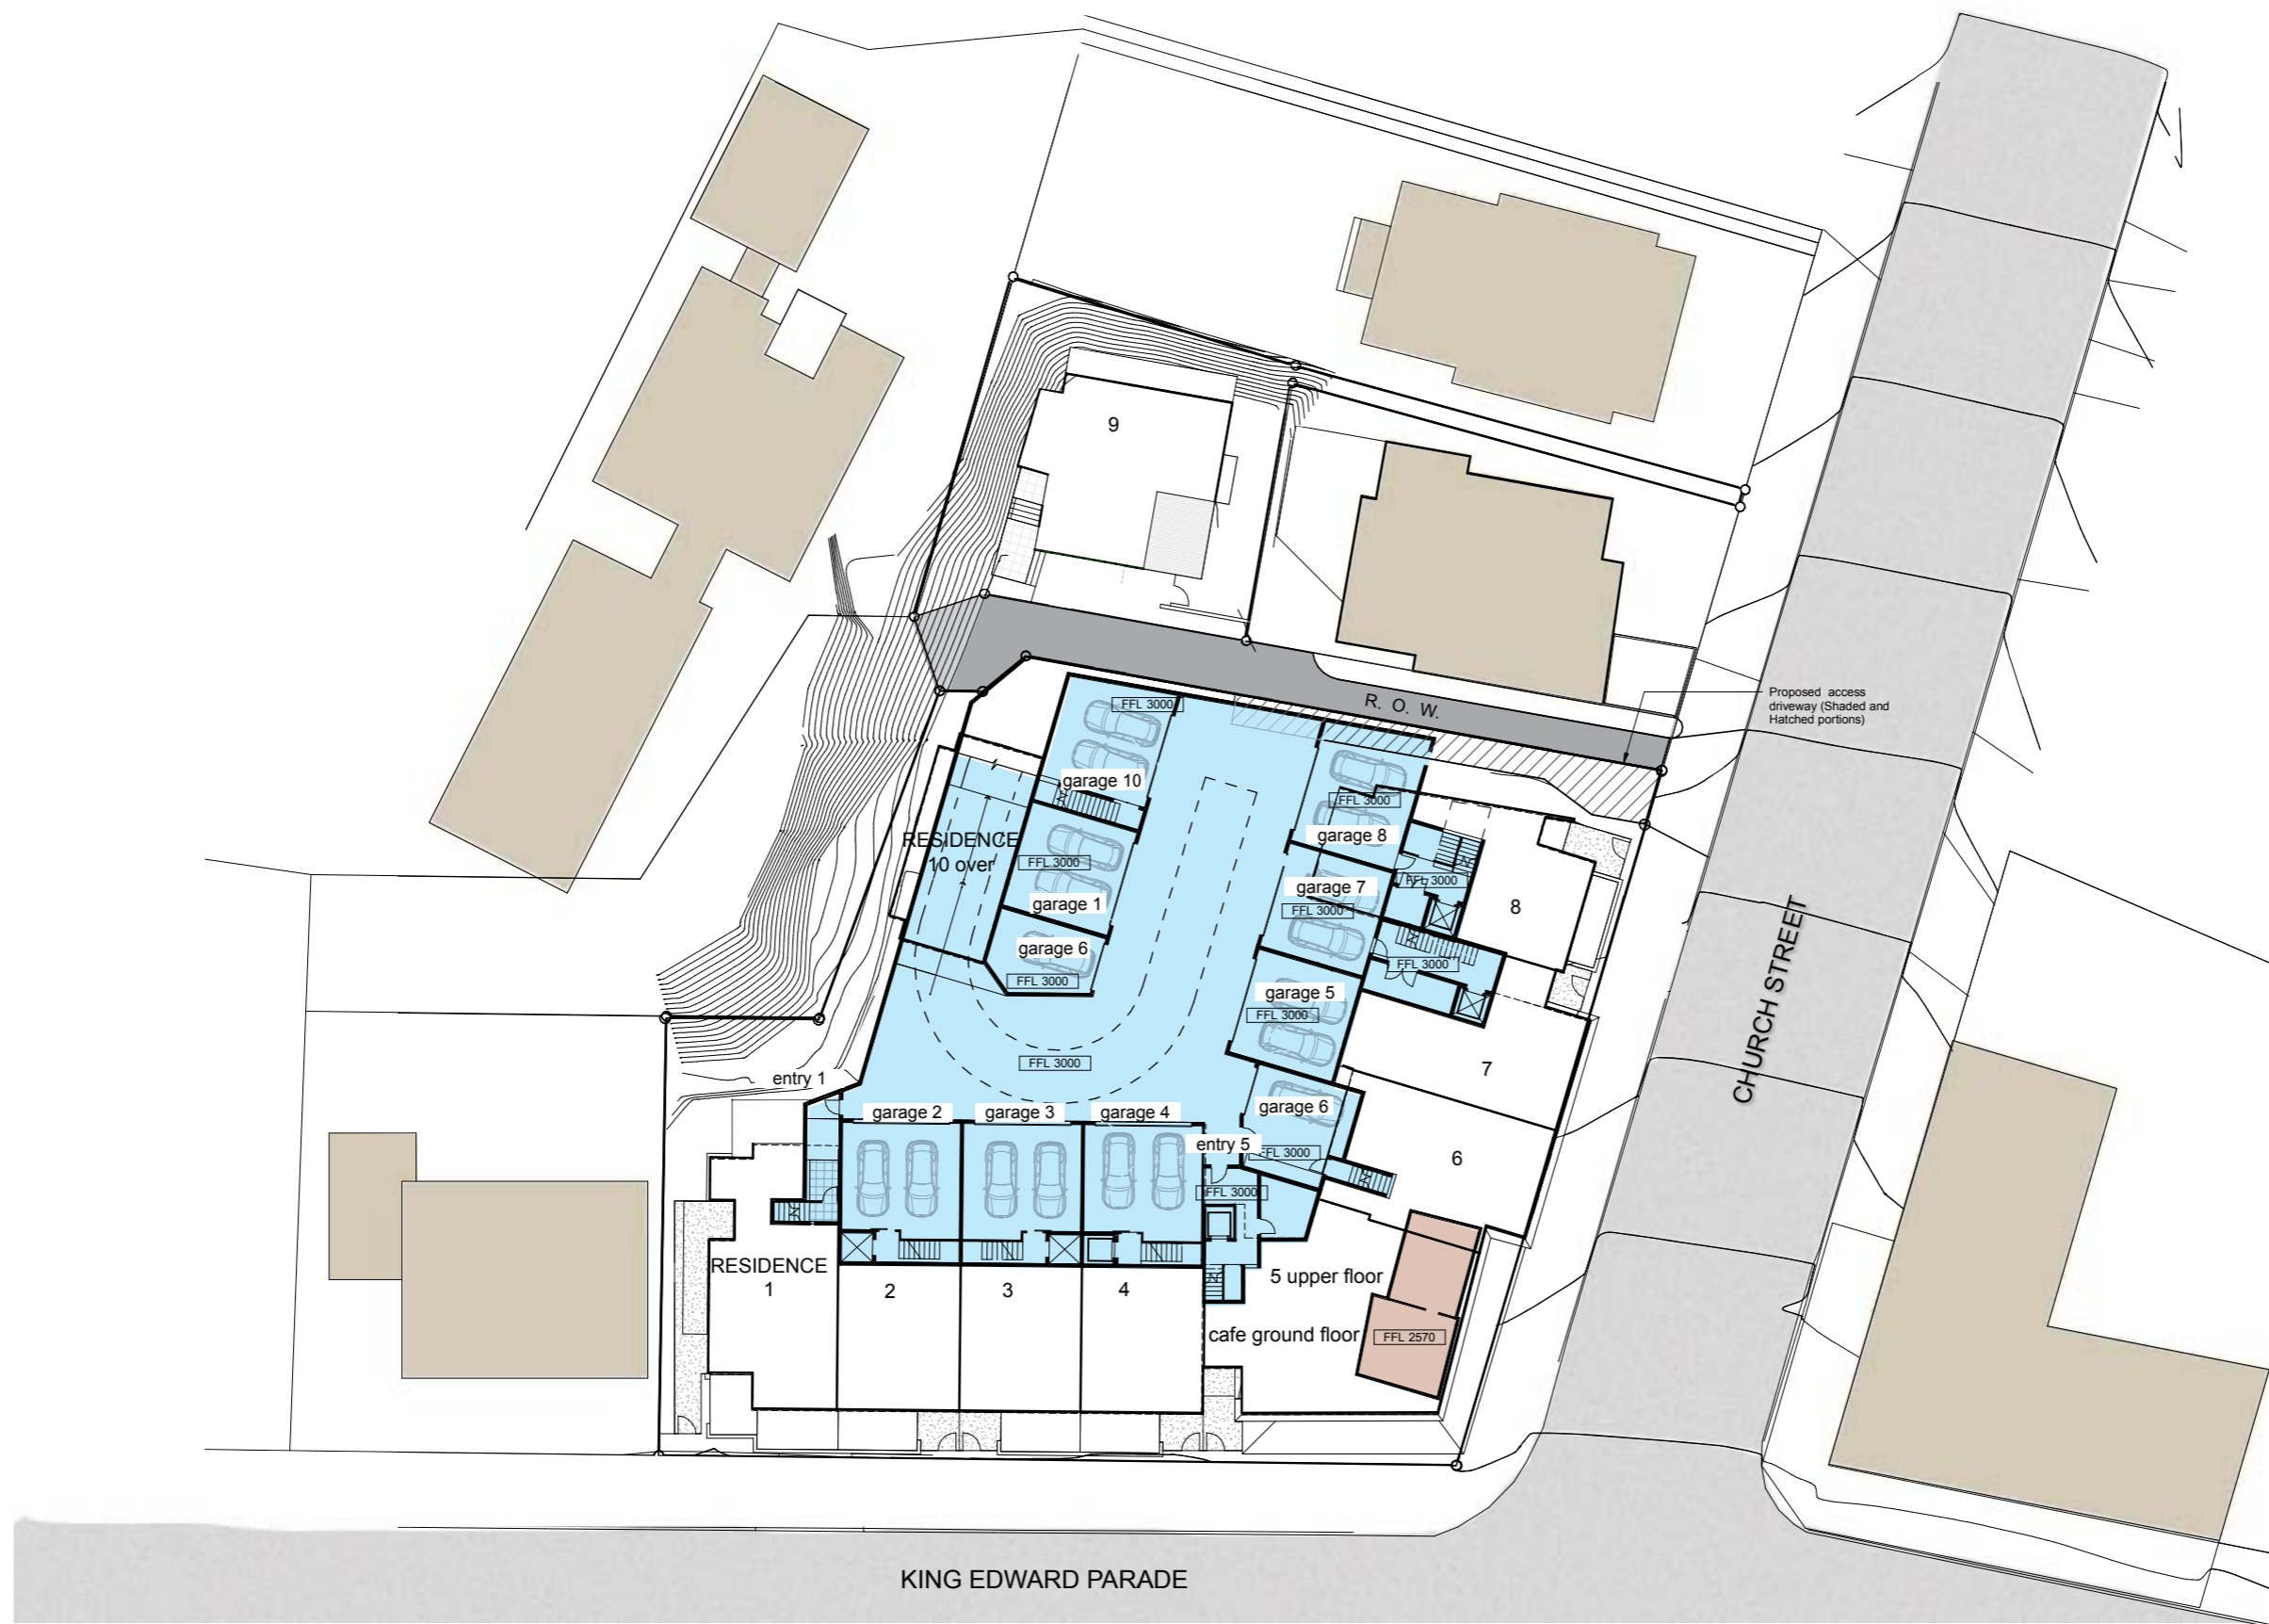 9
R. O. W.
Proposed access
driveway (Shaded and
Hatched portions)
FFL 3000
garage 10
FFL 3000
garage 8
RESIDENCE
10 over
FFL 3000
garage 1
garage 7
FFL 3000
FFL 3000
8
garage 6
FFL 3000
FFL 3000
garage 5
FFL 3000
CHURCH STREET
FFL 3000
7
entry 1
garage 2
garage 3
garage 4
garage 6
entry 5
FFL 3000
6
FFL 3000
RESIDENCE
1
2
3
4
5 upper floor
cafe ground floor
FFL 2570
KING EDWARD PARADE